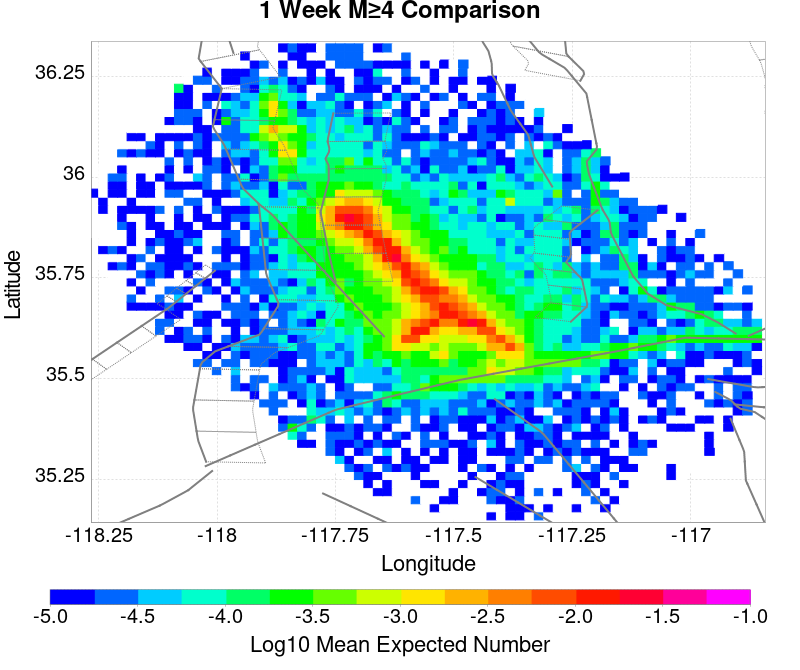 1 Week M≥4 Comparison
36.25
36
35.75
35.5
35.25
Latitude
-118.25 -118 -117.75 -117.5 -117.25 -117
Longitude
-5.0 -4.5 -4.0 -3.5 -3.0 -2.5 -2.0 -1.5 -1.0
Log10 Mean Expected Number